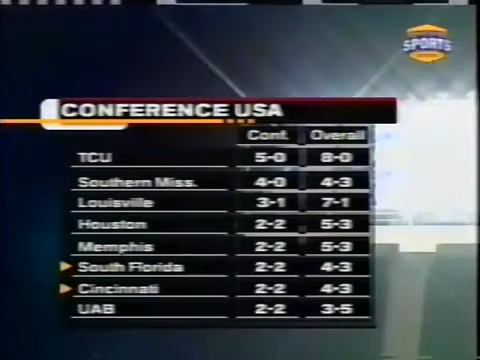 SPORTS
CONFERENCE USA
Conf. Overall
TCU 5-0 8-0
Southern Miss. 4-0 4-3
Louisville 3-1 7-1
Houston 2-2 5-3
Memphis 2-2 5-3
South Florida 2-2 4-3
Cincinnati 2-2 4-3
UAB 2-2 3-5